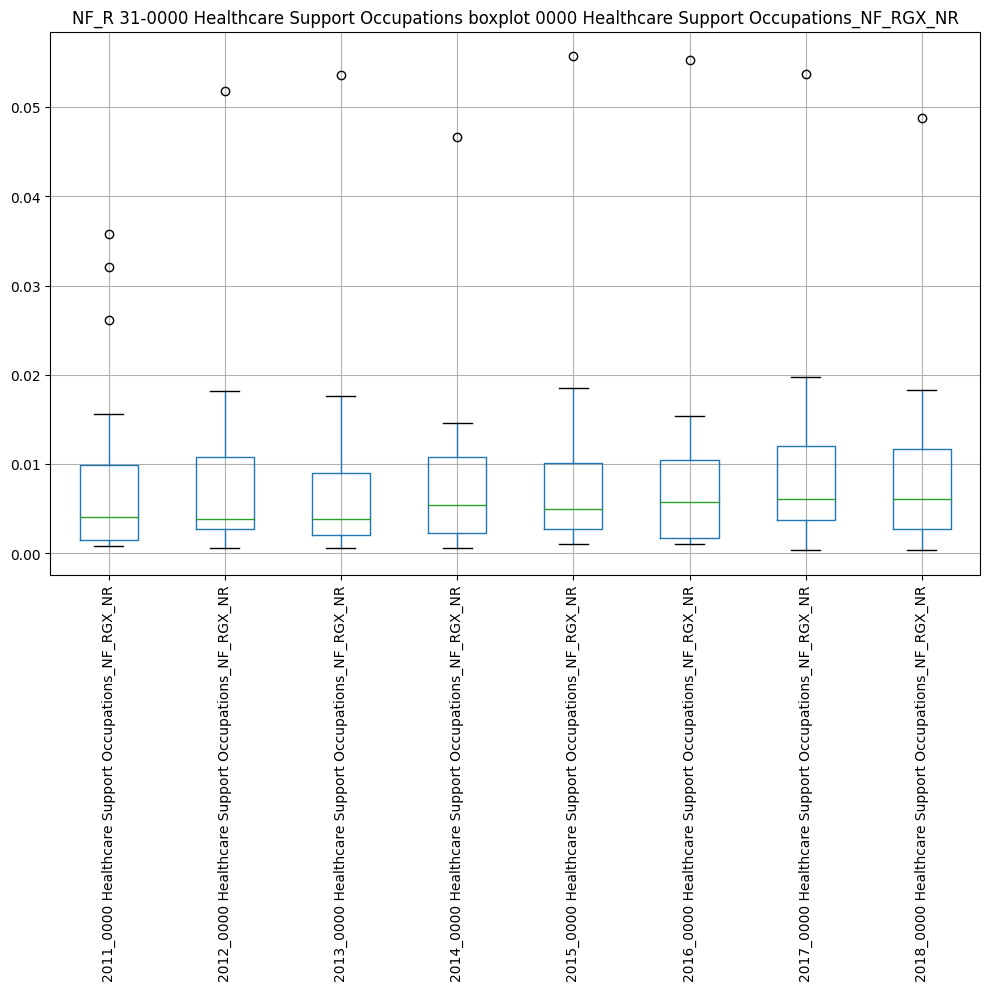 NF_R 31-0000 Healthcare Support Occupations boxplot 0000 Healthcare Support Occupations_NF_RGX_NR
0.05
0.04
0.03
0.02
0.01
0.00
2011_0000 Healthcare Support Occupations_NF_RGX_NR
2012_0000 Healthcare Support Occupations_NF_RGX_NR
2013_0000 Healthcare Support Occupations_NF_RGX_NR
2014_0000 Healthcare Support Occupations_NF_RGX_NR
2015_0000 Healthcare Support Occupations_NF_RGX_NR
2016_0000 Healthcare Support Occupations_NF_RGX_NR
2017_0000 Healthcare Support Occupations_NF_RGX_NR
2018_0000 Healthcare Support Occupations_NF_RGX_NR